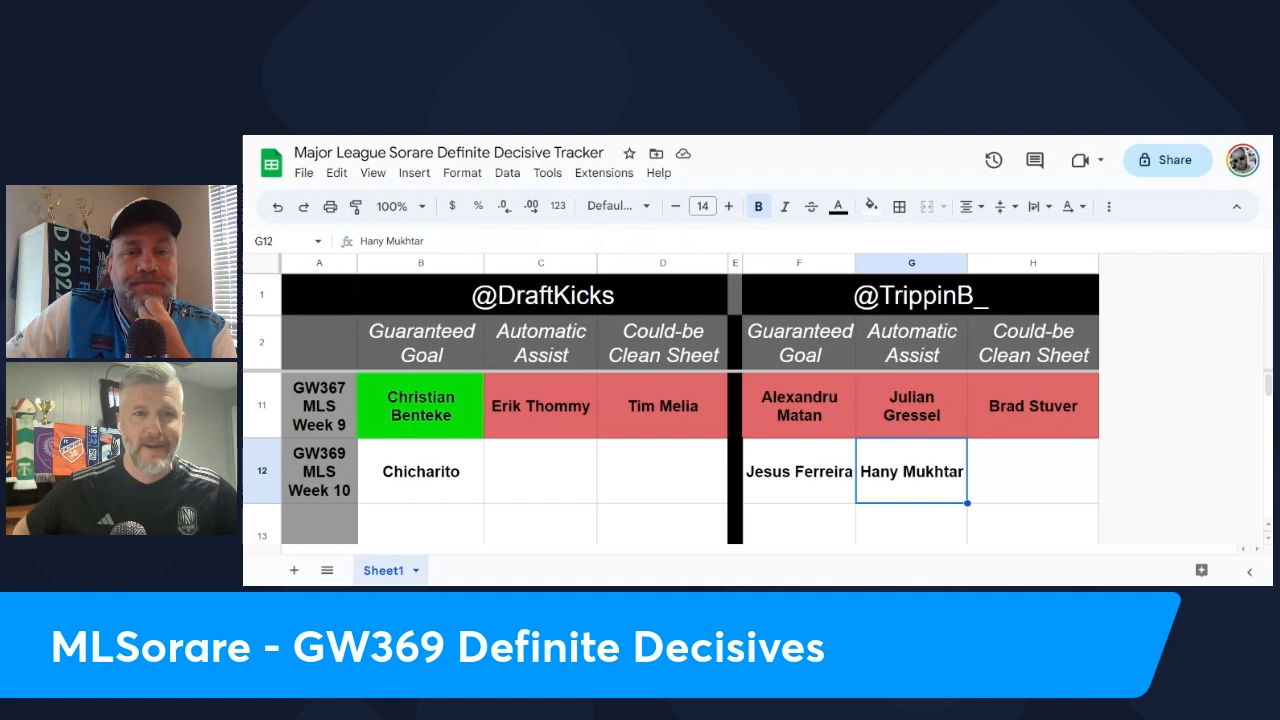 Major League Sorare Definite Decisive Tracker
File Edit View Insert Format Data Tools Extensions Help
Share
100% $ % .0 .00 123 Defaul... 14 B I A
G12 fx Hany Mukhtar
A B C D E F G H
1 @DraftKicks @TrippinB_
2 Guaranteed Goal Automatic Assist Could-be Clean Sheet Guaranteed Goal Automatic Assist Could-be Clean Sheet
11 GW367 MLS Week 9 Christian Benteke Erik Thommy Tim Melia Alexandru Matan Julian Gressel Brad Stuver
12 GW369 MLS Week 10 Chicharito Jesus Ferreira Hany Mukhtar
13
Sheet1
MLSorare - GW369 Definite Decisives